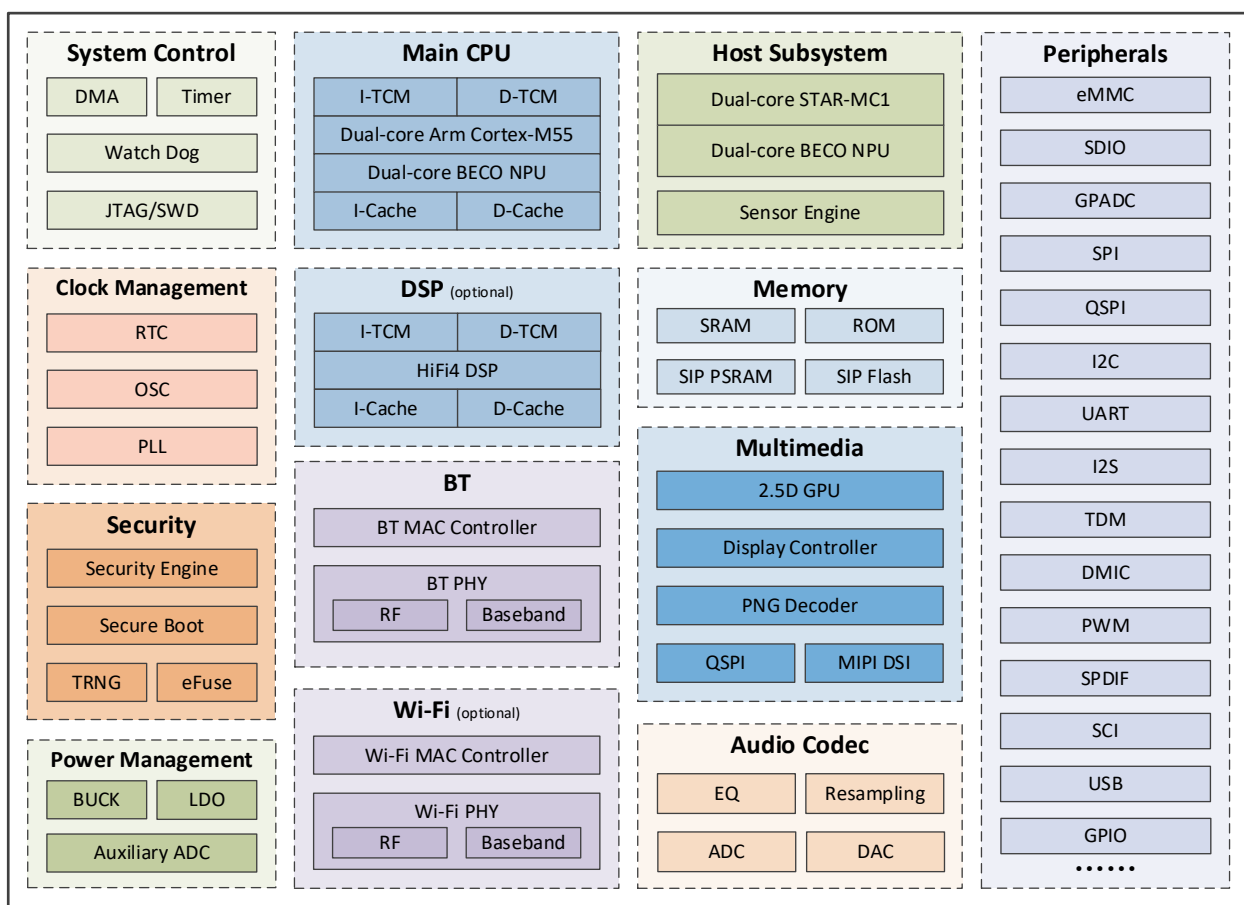 System Control
DMA
Timer
Watch Dog
JTAG/SWD
Clock Management
RTC
OSC
PLL
Security
Security Engine
Secure Boot
TRNG
eFuse
Power Management
BUCK
LDO
Auxiliary ADC
Main CPU
I-TCM
D-TCM
Dual-core Arm Cortex-M55
Dual-core BECO NPU
I-Cache
D-Cache
DSP (optional)
I-TCM
D-TCM
HiFi4 DSP
I-Cache
D-Cache
BT
BT MAC Controller
BT PHY
RF
Baseband
Wi-Fi (optional)
Wi-Fi MAC Controller
Wi-Fi PHY
RF
Baseband
Host Subsystem
Dual-core STAR-MC1
Dual-core BECO NPU
Sensor Engine
Memory
SRAM
ROM
SIP PSRAM
SIP Flash
Multimedia
2.5D GPU
Display Controller
PNG Decoder
QSPI
MIPI DSI
Audio Codec
EQ
Resampling
ADC
DAC
Peripherals
eMMC
SDIO
GPADC
SPI
QSPI
I2C
UART
I2S
TDM
DMIC
PWM
SPDIF
SCI
USB
GPIO
......